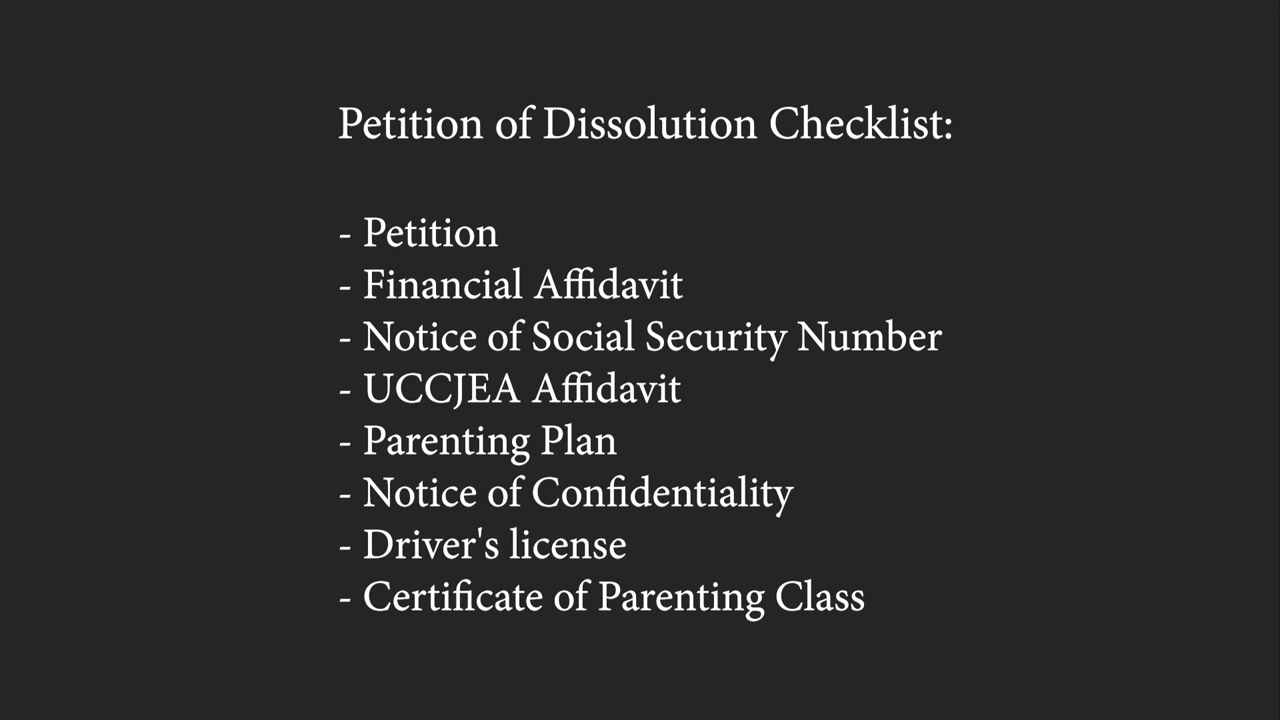 Petition of Dissolution Checklist:
- Petition
- Financial Affidavit
- Notice of Social Security Number
- UCCJEA Affidavit
- Parenting Plan
- Notice of Confidentiality
- Driver's license
- Certificate of Parenting Class